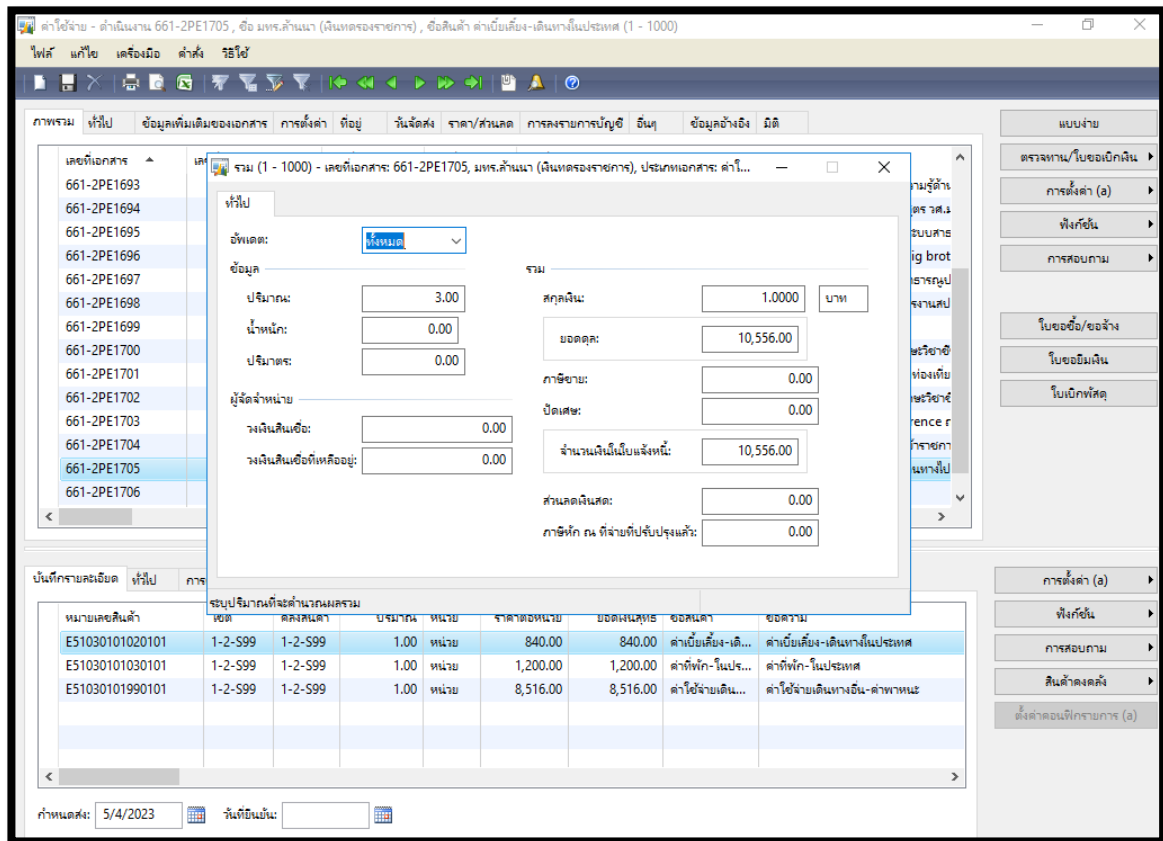 ค่าใช้จ่าย - ดำเนินงาน 661-2PE1705 , ชื่อ มทร.ล้านนา (เงินทดรองราชการ) , ชื่อสินค้า ค่าเบี้ยเลี้ยง-เดินทางในประเทศ (1 - 1000)
ไฟล์ แก้ไข เครื่องมือ คำสั่ง วิธีใช้
ภาพรวม ทั่วไป ข้อมูลเพิ่มเติมของเอกสาร การตั้งค่า ที่อยู่ วันจัดส่ง ราคา/ส่วนลด การลงรายการบัญชี อื่นๆ ข้อมูลอ้างอิง มิติ
แบบง่าย
ตรวจทาน/ใบขอเบิกเงิน
การตั้งค่า (a)
ฟังก์ชัน
การสอบถาม
ใบขอซื้อ/ขอจ้าง
ใบขอยืมเงิน
ใบเบิกพัสดุ
เลขที่เอกสาร
661-2PE1693
661-2PE1694
661-2PE1695
661-2PE1696
ig brot
661-2PE1697
661-2PE1698
661-2PE1699
661-2PE1700
661-2PE1701
661-2PE1702
661-2PE1703
rence r
661-2PE1704
661-2PE1705
661-2PE1706
รวม (1 - 1000) - เลขที่เอกสาร: 661-2PE1705, มทร.ล้านนา (เงินทดรองราชการ), ประเภทเอกสาร: ค่าใ...
ทั่วไป
อัพเดต: ทั้งหมด
ข้อมูล
ปริมาณ: 3.00
น้ำหนัก: 0.00
ปริมาตร: 0.00
ผู้จัดจำหน่าย
วงเงินสินเชื่อ: 0.00
วงเงินสินเชื่อที่เหลืออยู่: 0.00
รวม
สกุลเงิน: 1.0000 บาท
ยอดดุล: 10,556.00
ภาษีขาย: 0.00
ปัดเศษ: 0.00
จำนวนเงินในใบแจ้งหนี้: 10,556.00
ส่วนลดเงินสด: 0.00
ภาษีหัก ณ ที่จ่ายที่ปรับปรุงแล้ว: 0.00
ระบุปริมาณที่จะคำนวณผลรวม
บันทึกรายละเอียด ทั่วไป การ
หมายเลขสินค้า เขต คลังสินค้า ปริมาณ หน่วย ราคาต่อหน่วย ยอดเงินสุทธิ ชื่อสินค้า ข้อความ
E51030101020101 1-2-S99 1-2-S99 1.00 หน่วย 840.00 840.00 ค่าเบี้ยเลี้ยง-เดิ... ค่าเบี้ยเลี้ยง-เดินทางในประเทศ
E51030101030101 1-2-S99 1-2-S99 1.00 หน่วย 1,200.00 1,200.00 ค่าที่พัก-ในปร... ค่าที่พัก-ในประเทศ
E51030101990101 1-2-S99 1-2-S99 1.00 หน่วย 8,516.00 8,516.00 ค่าใช้จ่ายเดิน... ค่าใช้จ่ายเดินทางอื่น-ค่าพาหนะ
การตั้งค่า (a)
ฟังก์ชัน
การสอบถาม
สินค้าคงคลัง
ตั้งค่าคอนฟิกรายการ (a)
กำหนดส่ง: 5/4/2023 วันที่ยืนยัน: